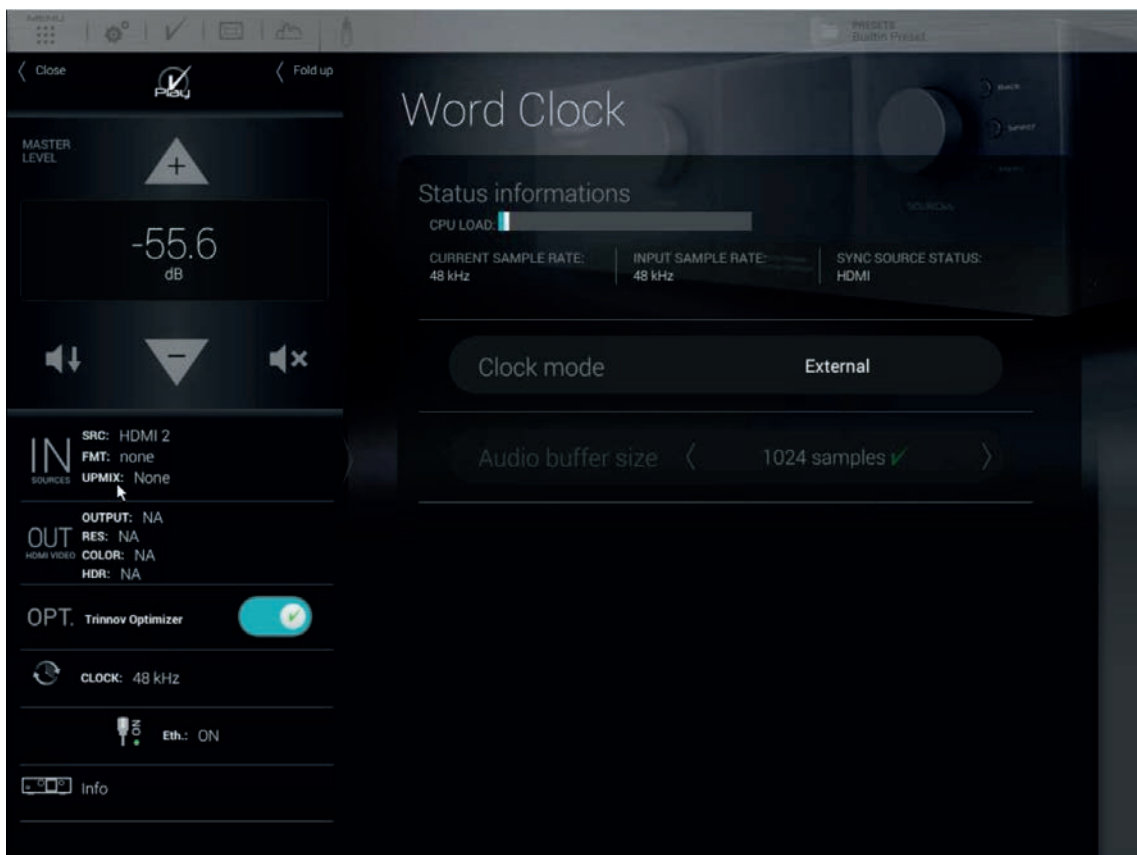 MENU
PRESETS
Builtin Preset
Close
Play
Fold up
MASTER
LEVEL
+
-55.6
dB
−
IN
SOURCES
SRC: HDMI 2
FMT: none
UPMIX: None
OUT
HDMI VIDEO
OUTPUT: NA
RES: NA
COLOR: NA
HDR: NA
OPT. Trinnov Optimizer
CLOCK: 48 kHz
ON
Eth.: ON
Info
Word Clock
Status informations
CPU LOAD:
CURRENT SAMPLE RATE:
48 kHz
INPUT SAMPLE RATE:
48 kHz
SYNC SOURCE STATUS:
HDMI
Clock mode External
Audio buffer size 1024 samples
SOURCES